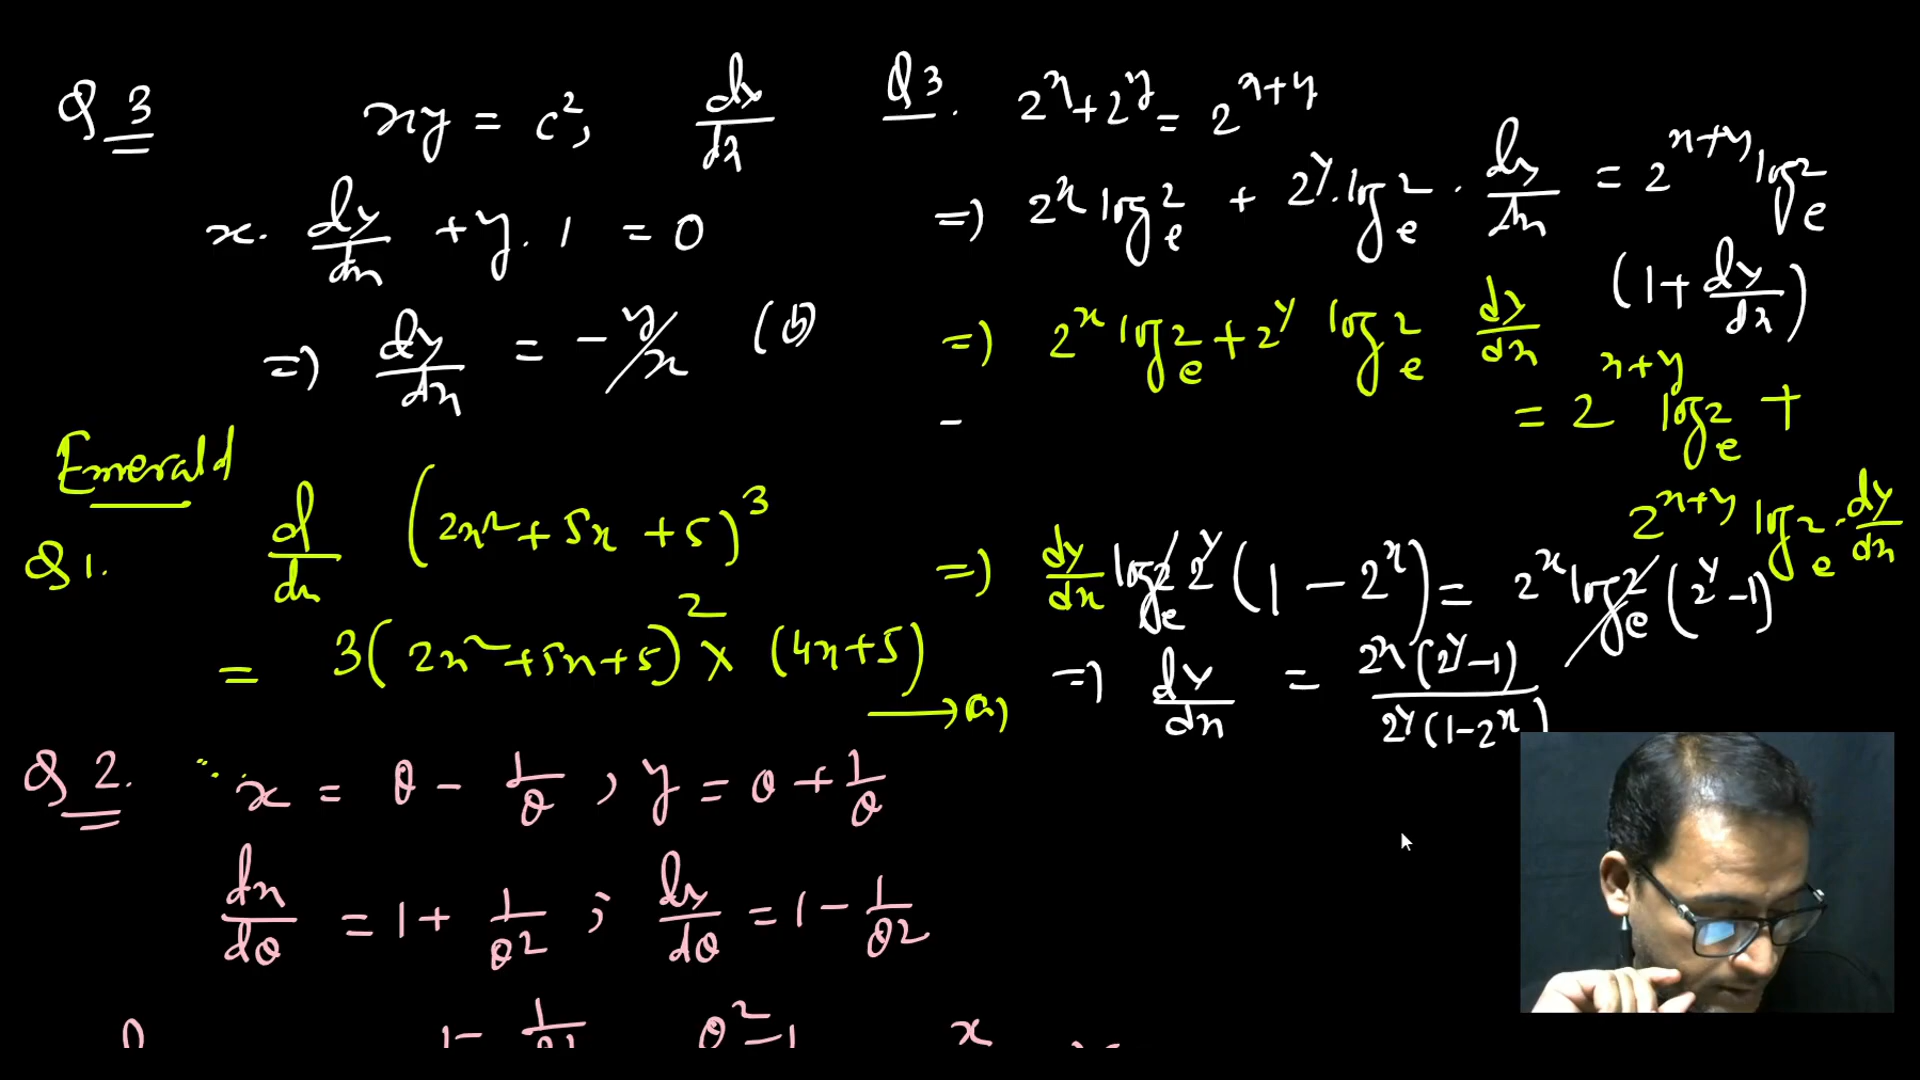 Q 3 xy = c², dy/dx
x. dy/dx + y. 1 = 0
=) dy/dx = - y/x (b)
Emerald
Q 1. d/dx (2x²+5x+5)³
= 3(2x²+5x+5)² × (4x+5) → a)
Q 2. x = θ - 1/θ , y = θ + 1/θ
dx/dθ = 1 + 1/θ² ; dy/dθ = 1 - 1/θ²
Q 3. 2^x + 2^y = 2^(x+y)
=) 2^x log_e 2 + 2^y . log_e 2 . dy/dx = 2^(x+y) log_e 2
(1 + dy/dx)
=) 2^x log_e 2 + 2^y log_e 2 dy/dx
= 2^(x+y) log_e 2 +
2^(x+y) log_e 2 . dy/dx
=) dy/dx log_e 2 2^y (1 - 2^x) = 2^x log_e 2 (2^y - 1)
=) dy/dx = 2^x (2^y - 1) / 2^y (1 - 2^x)